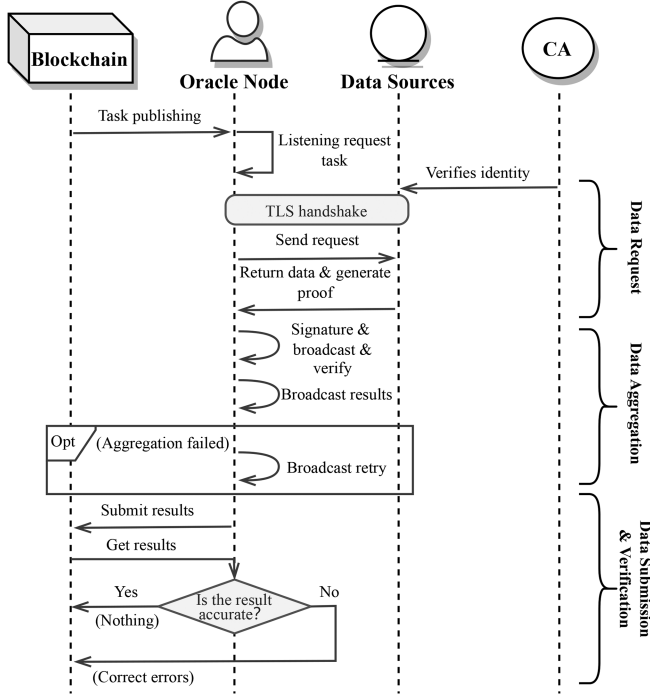 Blockchain
Oracle Node
Data Sources
CA
Task publishing
Listening request
task
Verifies identity
TLS handshake
Send request
Return data & generate
proof
Data Request
Signature &
broadcast &
verify
Broadcast results
Opt
(Aggregation failed)
Broadcast retry
Data Aggregation
Submit results
Get results
Is the result
accurate?
Yes
(Nothing)
No
(Correct errors)
Data Submission
& Verification